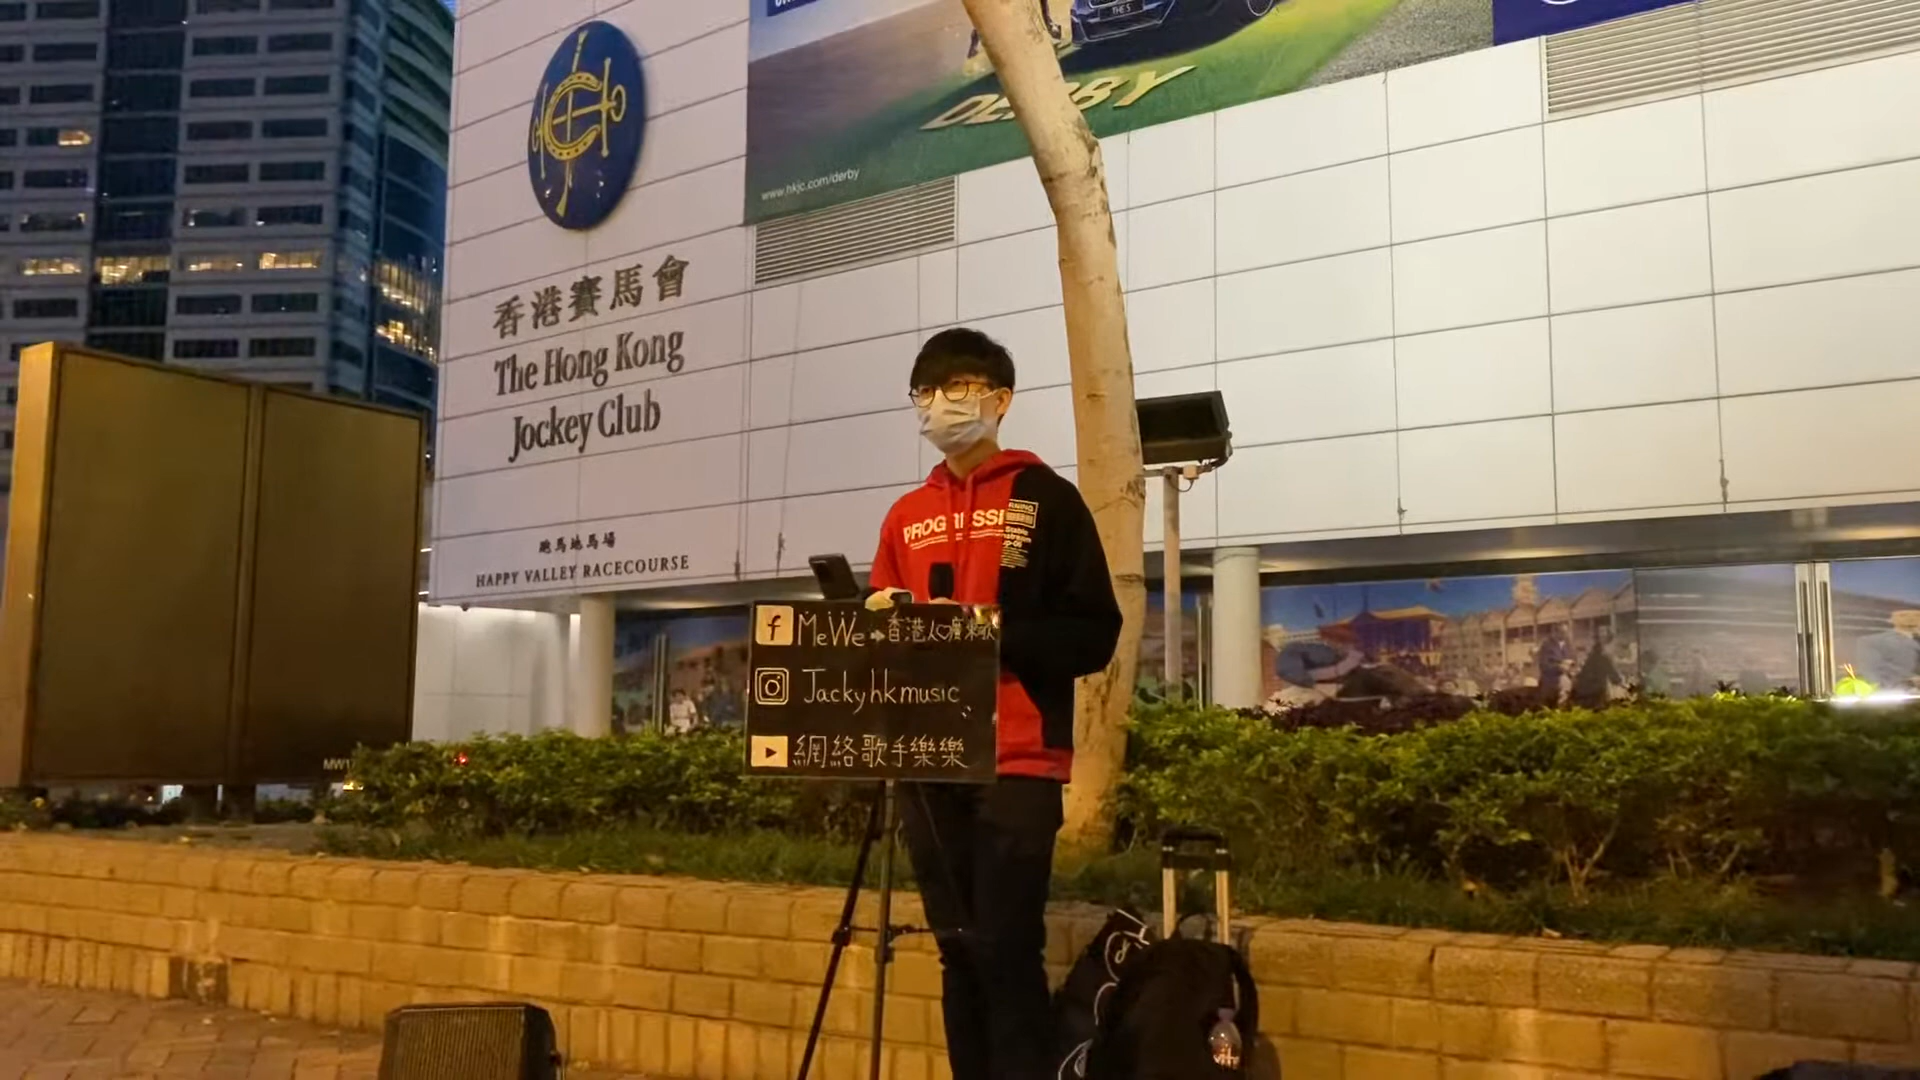 THE 5
DERBY
www.hkjc.com/derby
香港賽馬會
The Hong Kong
Jockey Club
跑馬地馬場
HAPPY VALLEY RACECOURSE
PROGRESSI
MeWe 香港人♡廣東歌
Jackyhkmusic
網絡歌手樂樂